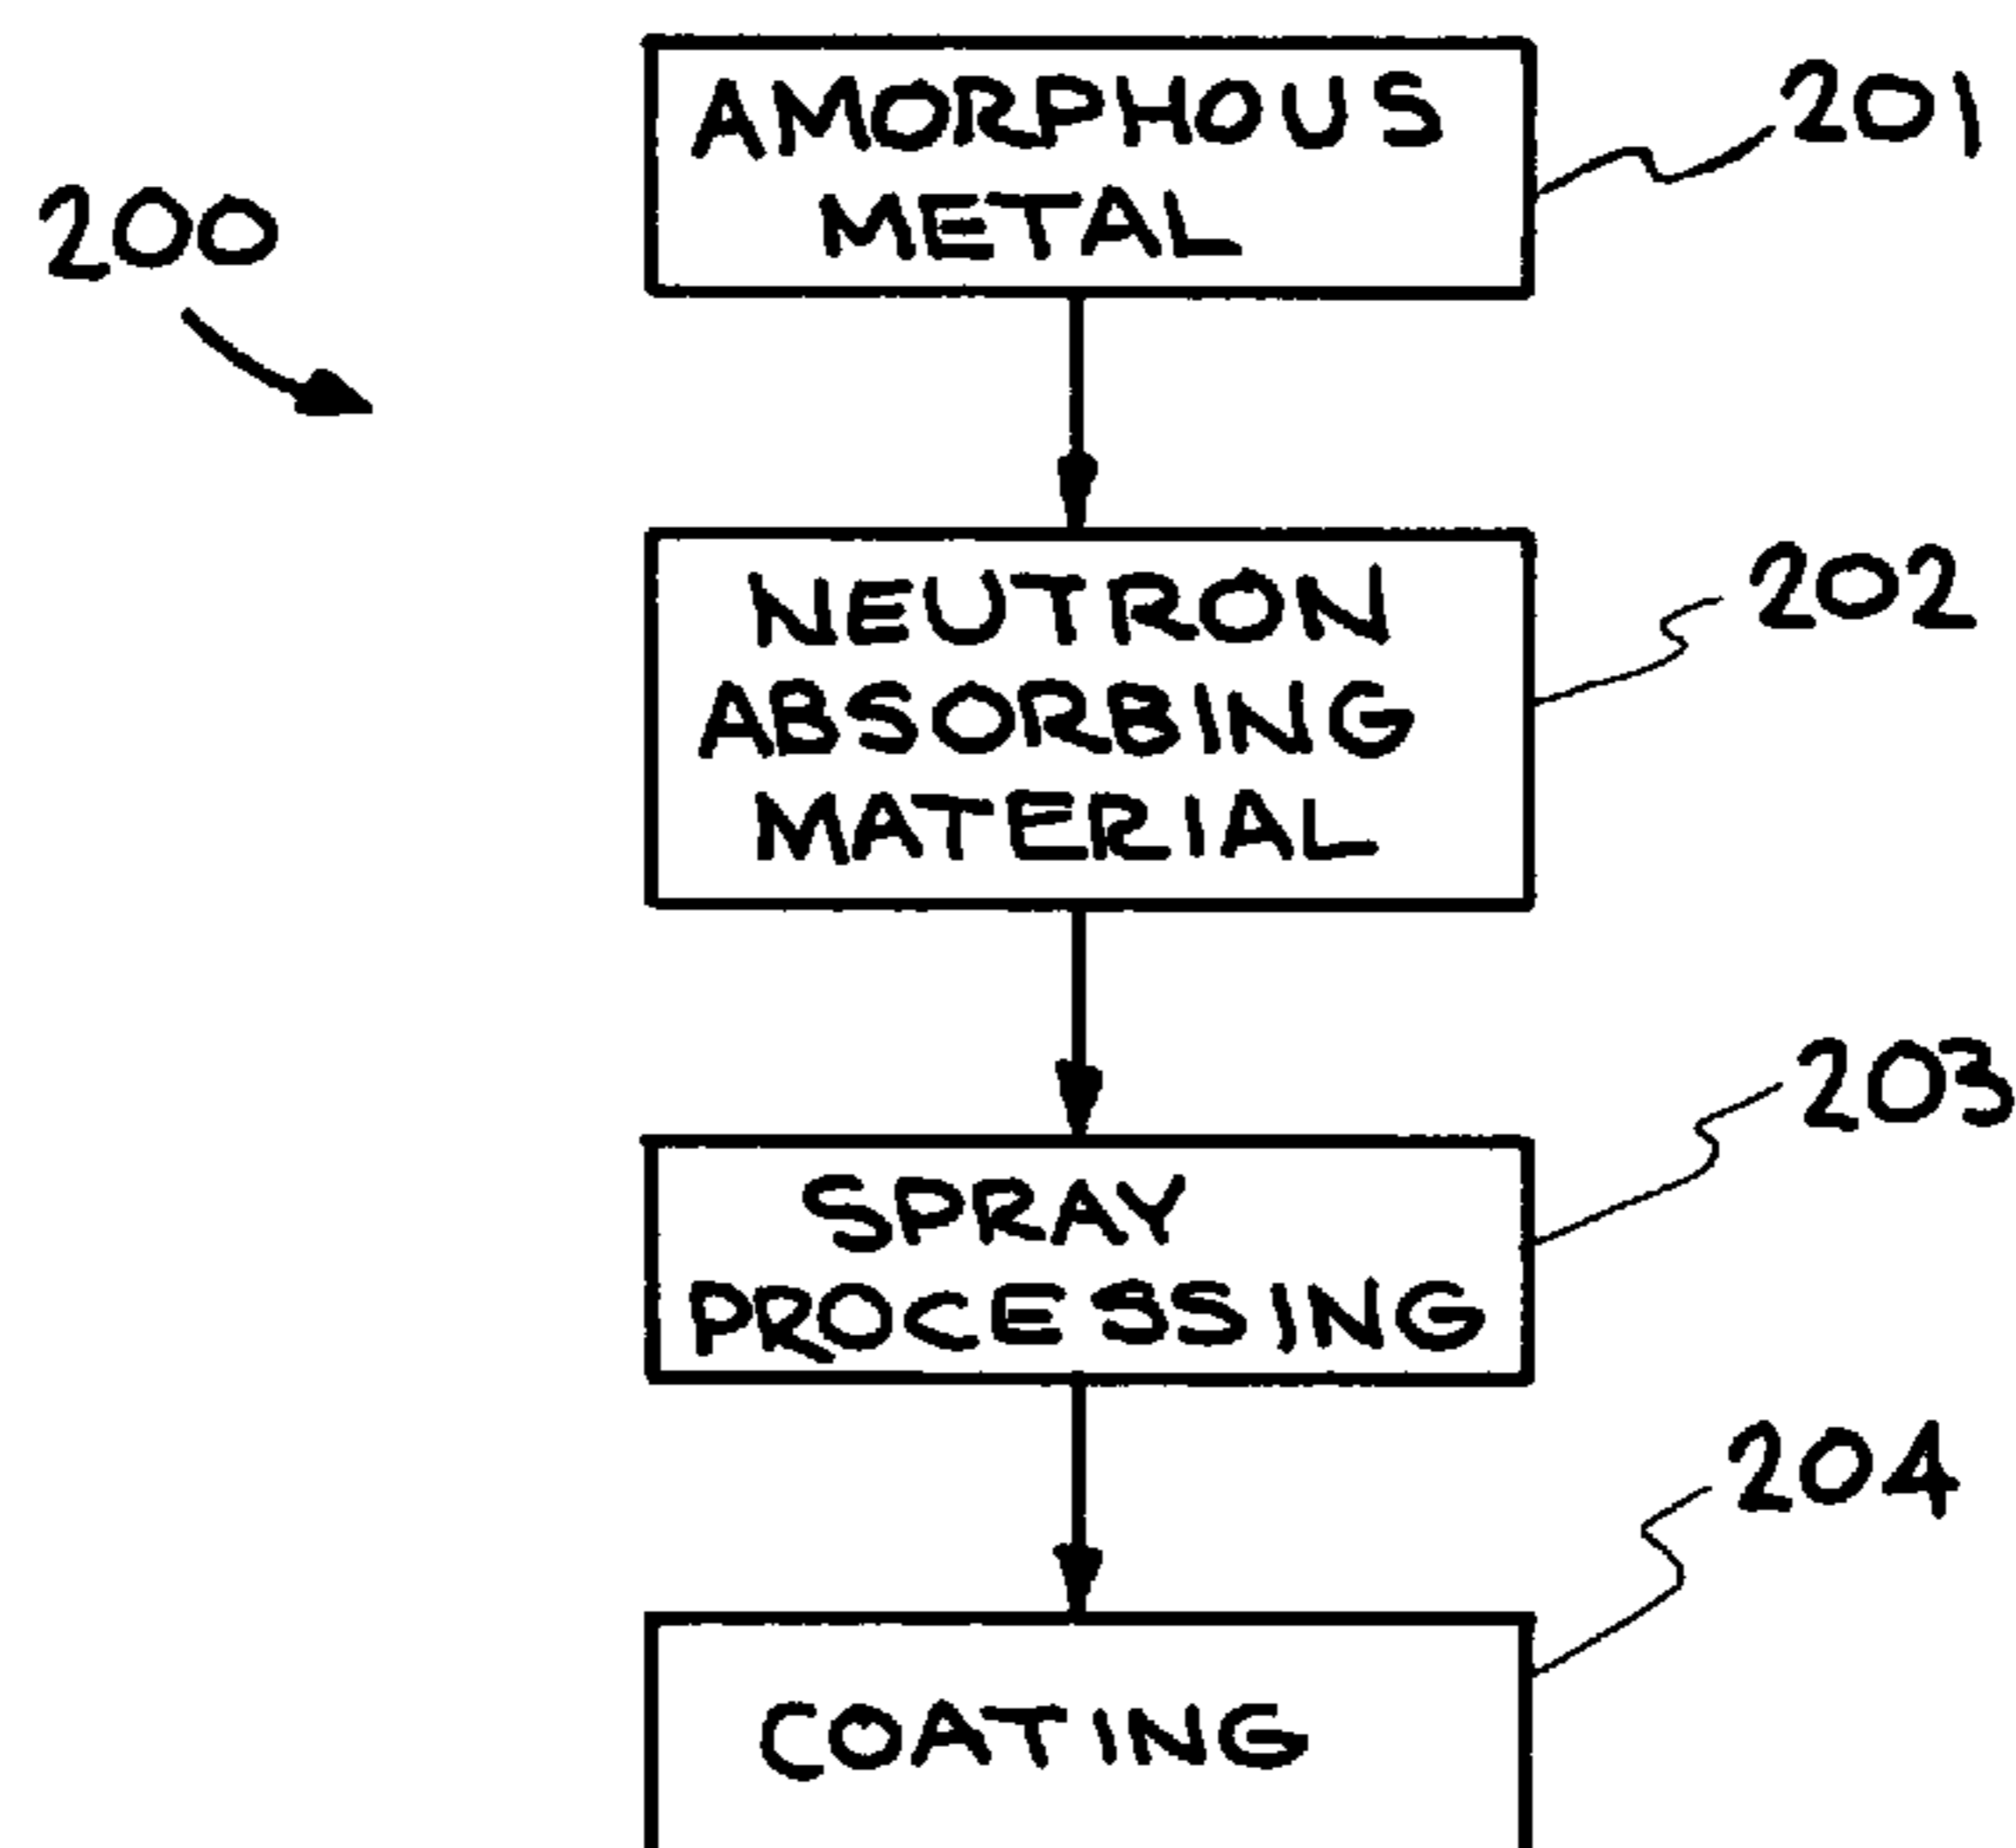 AMORPHOUS
METAL
201
200
NEUTRON
ABSORBING
MATERIAL
202
SPRAY
PROCESSING
203
COATING
204